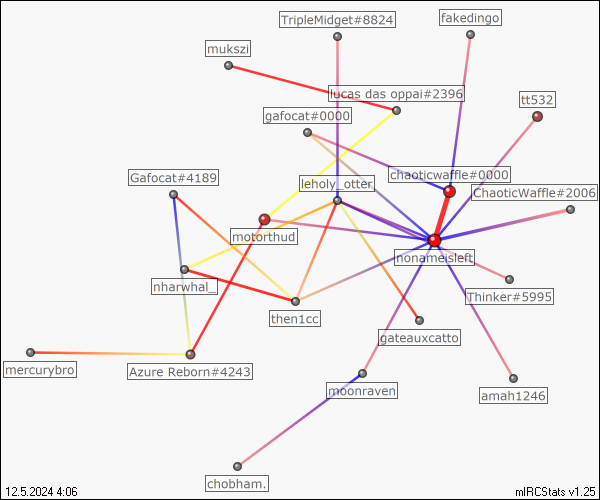 TripleMidget#8824
fakedingo
mukszi
lucas das oppai#2396
tt532
gafocat#0000
Gafocat#4189
leholy_otter
chaoticwaffle#0000
ChaoticWaffle#2006
motorthud
nonameisleft
nharwhal_
Thinker#5995
then1cc
gateauxcatto
mercurybro
Azure Reborn#4243
moonraven
amah1246
chobham.
12.5.2024 4:06
mIRCStats v1.25